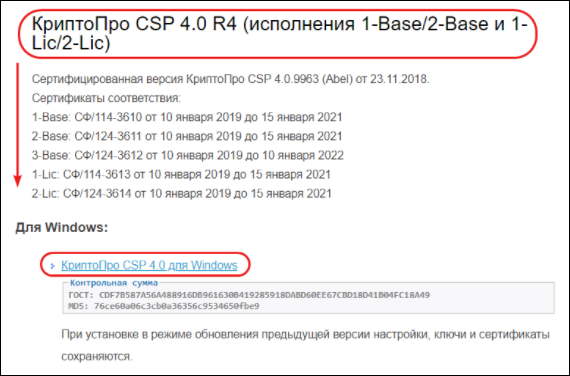 КриптоПро CSP 4.0 R4 (исполнения 1-Base/2-Base и 1-
Lic/2-Lic)
Сертифицированная версия КриптоПро CSP 4.0.9963 (Abel) от 23.11.2018.
Сертификаты соответствия:
1-Base: СФ/114-3610 от 10 января 2019 до 15 января 2021
2-Base: СФ/124-3611 от 10 января 2019 до 15 января 2021
3-Base: СФ/124-3612 от 10 января 2019 до 10 января 2022
1-Lic: СФ/114-3613 от 10 января 2019 до 15 января 2021
2-Lic: СФ/124-3614 от 10 января 2019 до 15 января 2021
Для Windows:
КриптоПро CSP 4.0 для Windows
Контрольная сумма
ГОСТ: CDF7B587A56A488916DB961630B419285918DABD60EE67CBD18D41B04FC18A49
MD5: 76ce60a06c3cb0a36356c9534650fbe9
При установке в режиме обновления предыдущей версии настройки, ключи и сертификаты
сохраняются.